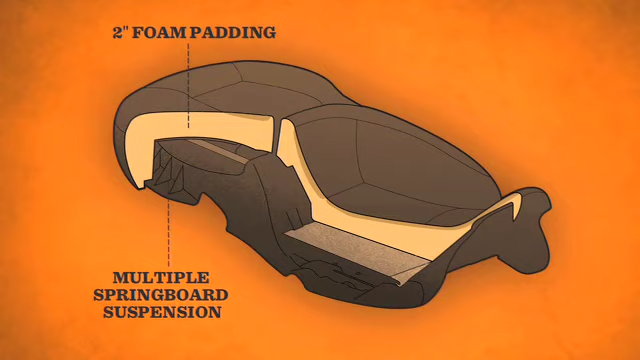 2" FOAM PADDING
MULTIPLE
SPRINGBOARD
SUSPENSION